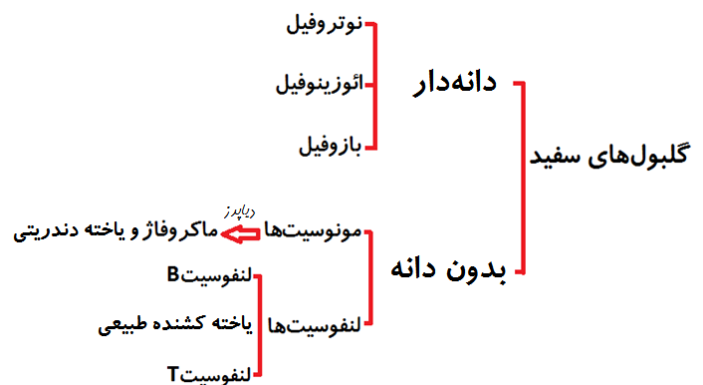 گلبول‌های سفید
دانه‌دار
نوتروفیل
ائوزینوفیل
بازوفیل
بدون دانه
مونوسیت‌ها
دیاپدز
ماکروفاژ و یاخته دندریتی
لنفوسیت‌ها
لنفوسیتB
یاخته کشنده طبیعی
لنفوسیتT